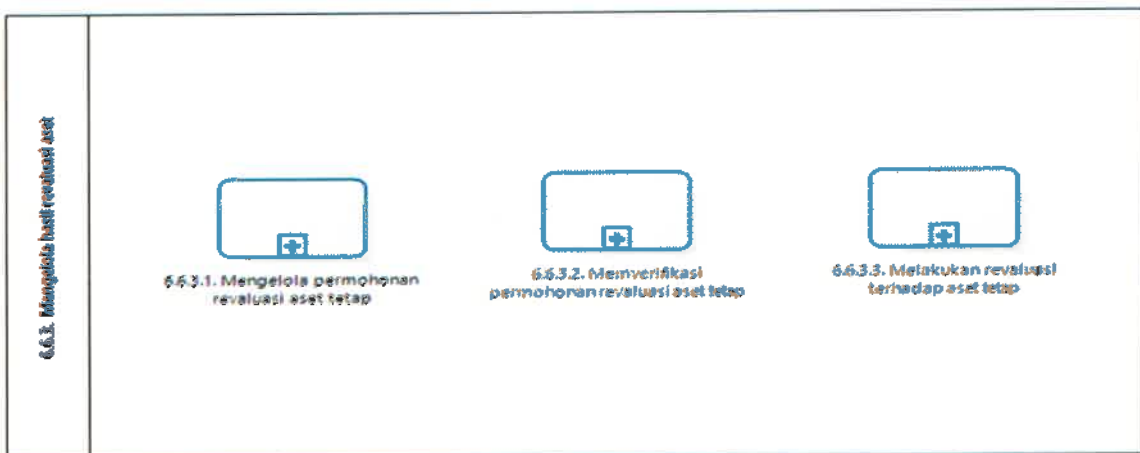 6.6.3. Mengelola hasil revaluasi aset
6.6.3.1. Mengelola permohonan
revaluasi aset tetap
6.6.3.2. Memverifikasi
permohonan revaluasi aset tetap
6.6.3.3. Melakukan revaluasi
terhadap aset tetap